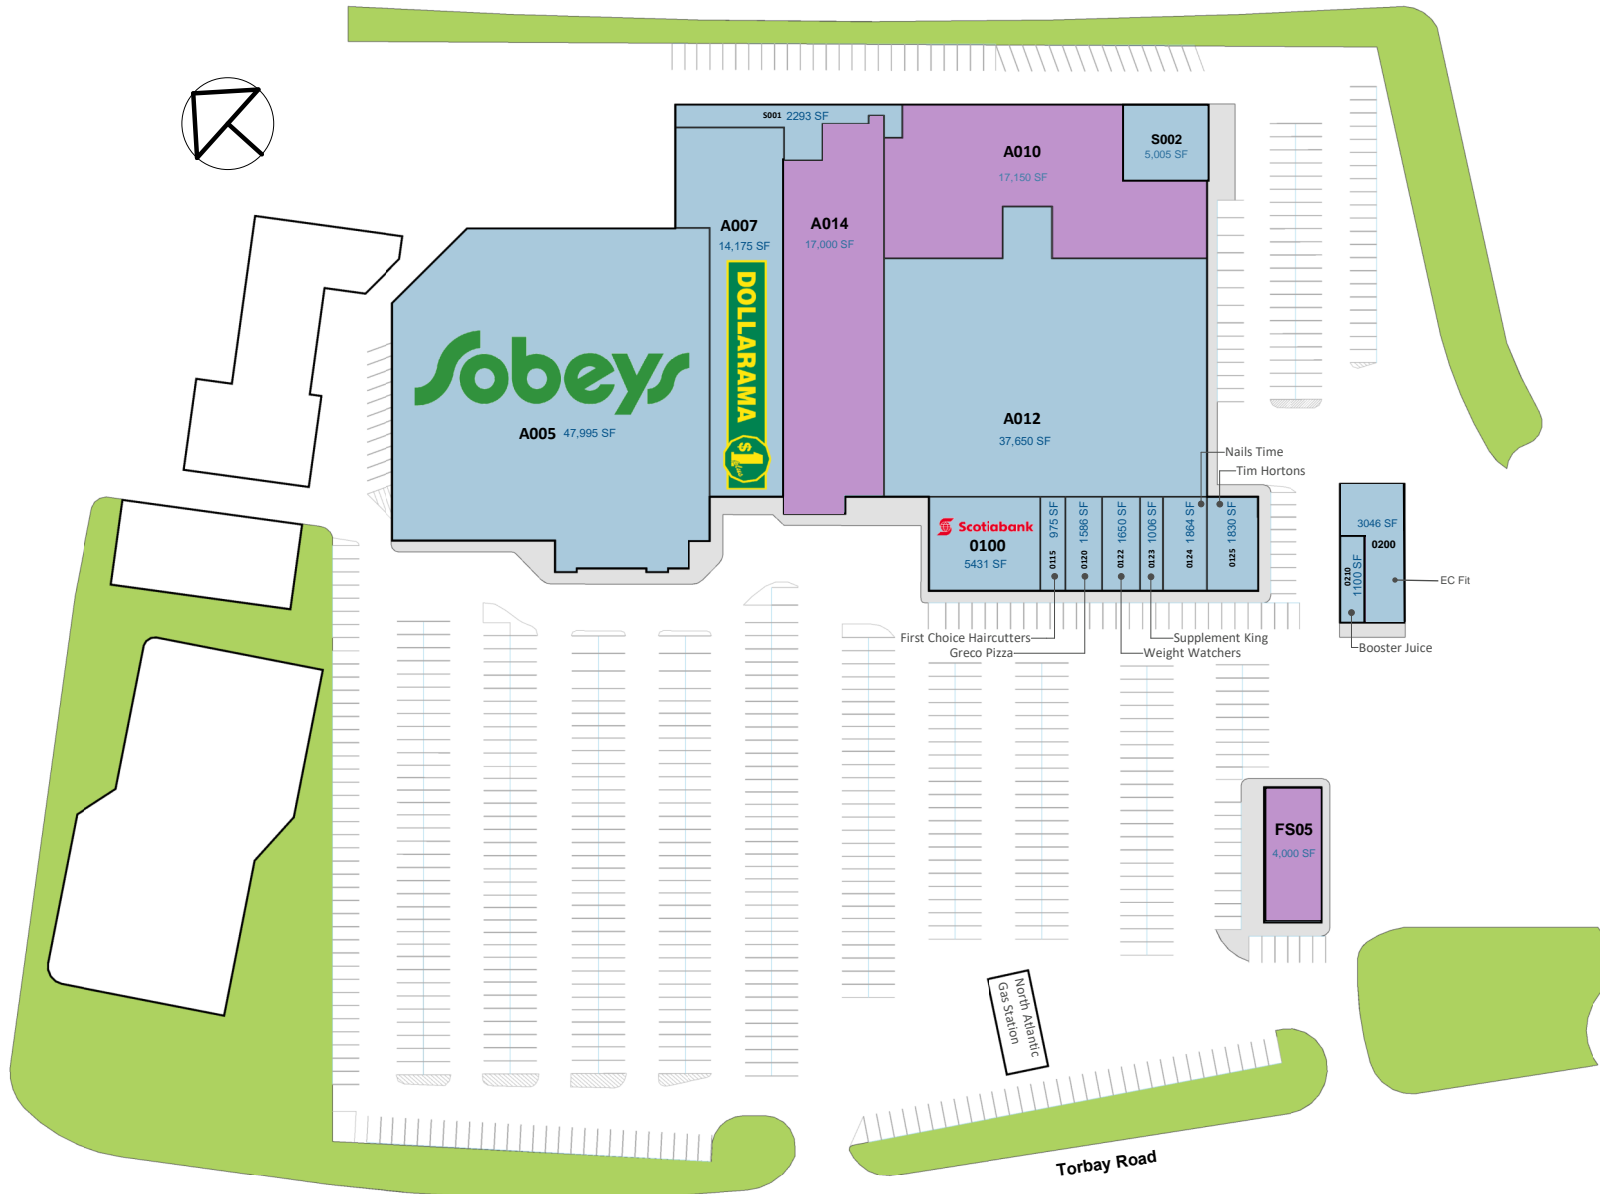 S001 2293 SF
S002
5,005 SF
A010
17,150 SF
A007
14,175 SF
A014
17,000 SF
DOLLARAMA
$1 plus
Sobeys
A005 47,995 SF
A012
37,650 SF
Nails Time
Tim Hortons
Scotiabank
0100
5431 SF
0115 975 SF
0120 1586 SF
0122 1650 SF
0123 1006 SF
0124 1864 SF
0125 1830 SF
3046 SF
0200
0210
1100 SF
EC Fit
First Choice Haircutters
Supplement King
Greco Pizza
Weight Watchers
Booster Juice
FS05
4,000 SF
North Atlantic
Gas Station
Torbay Road